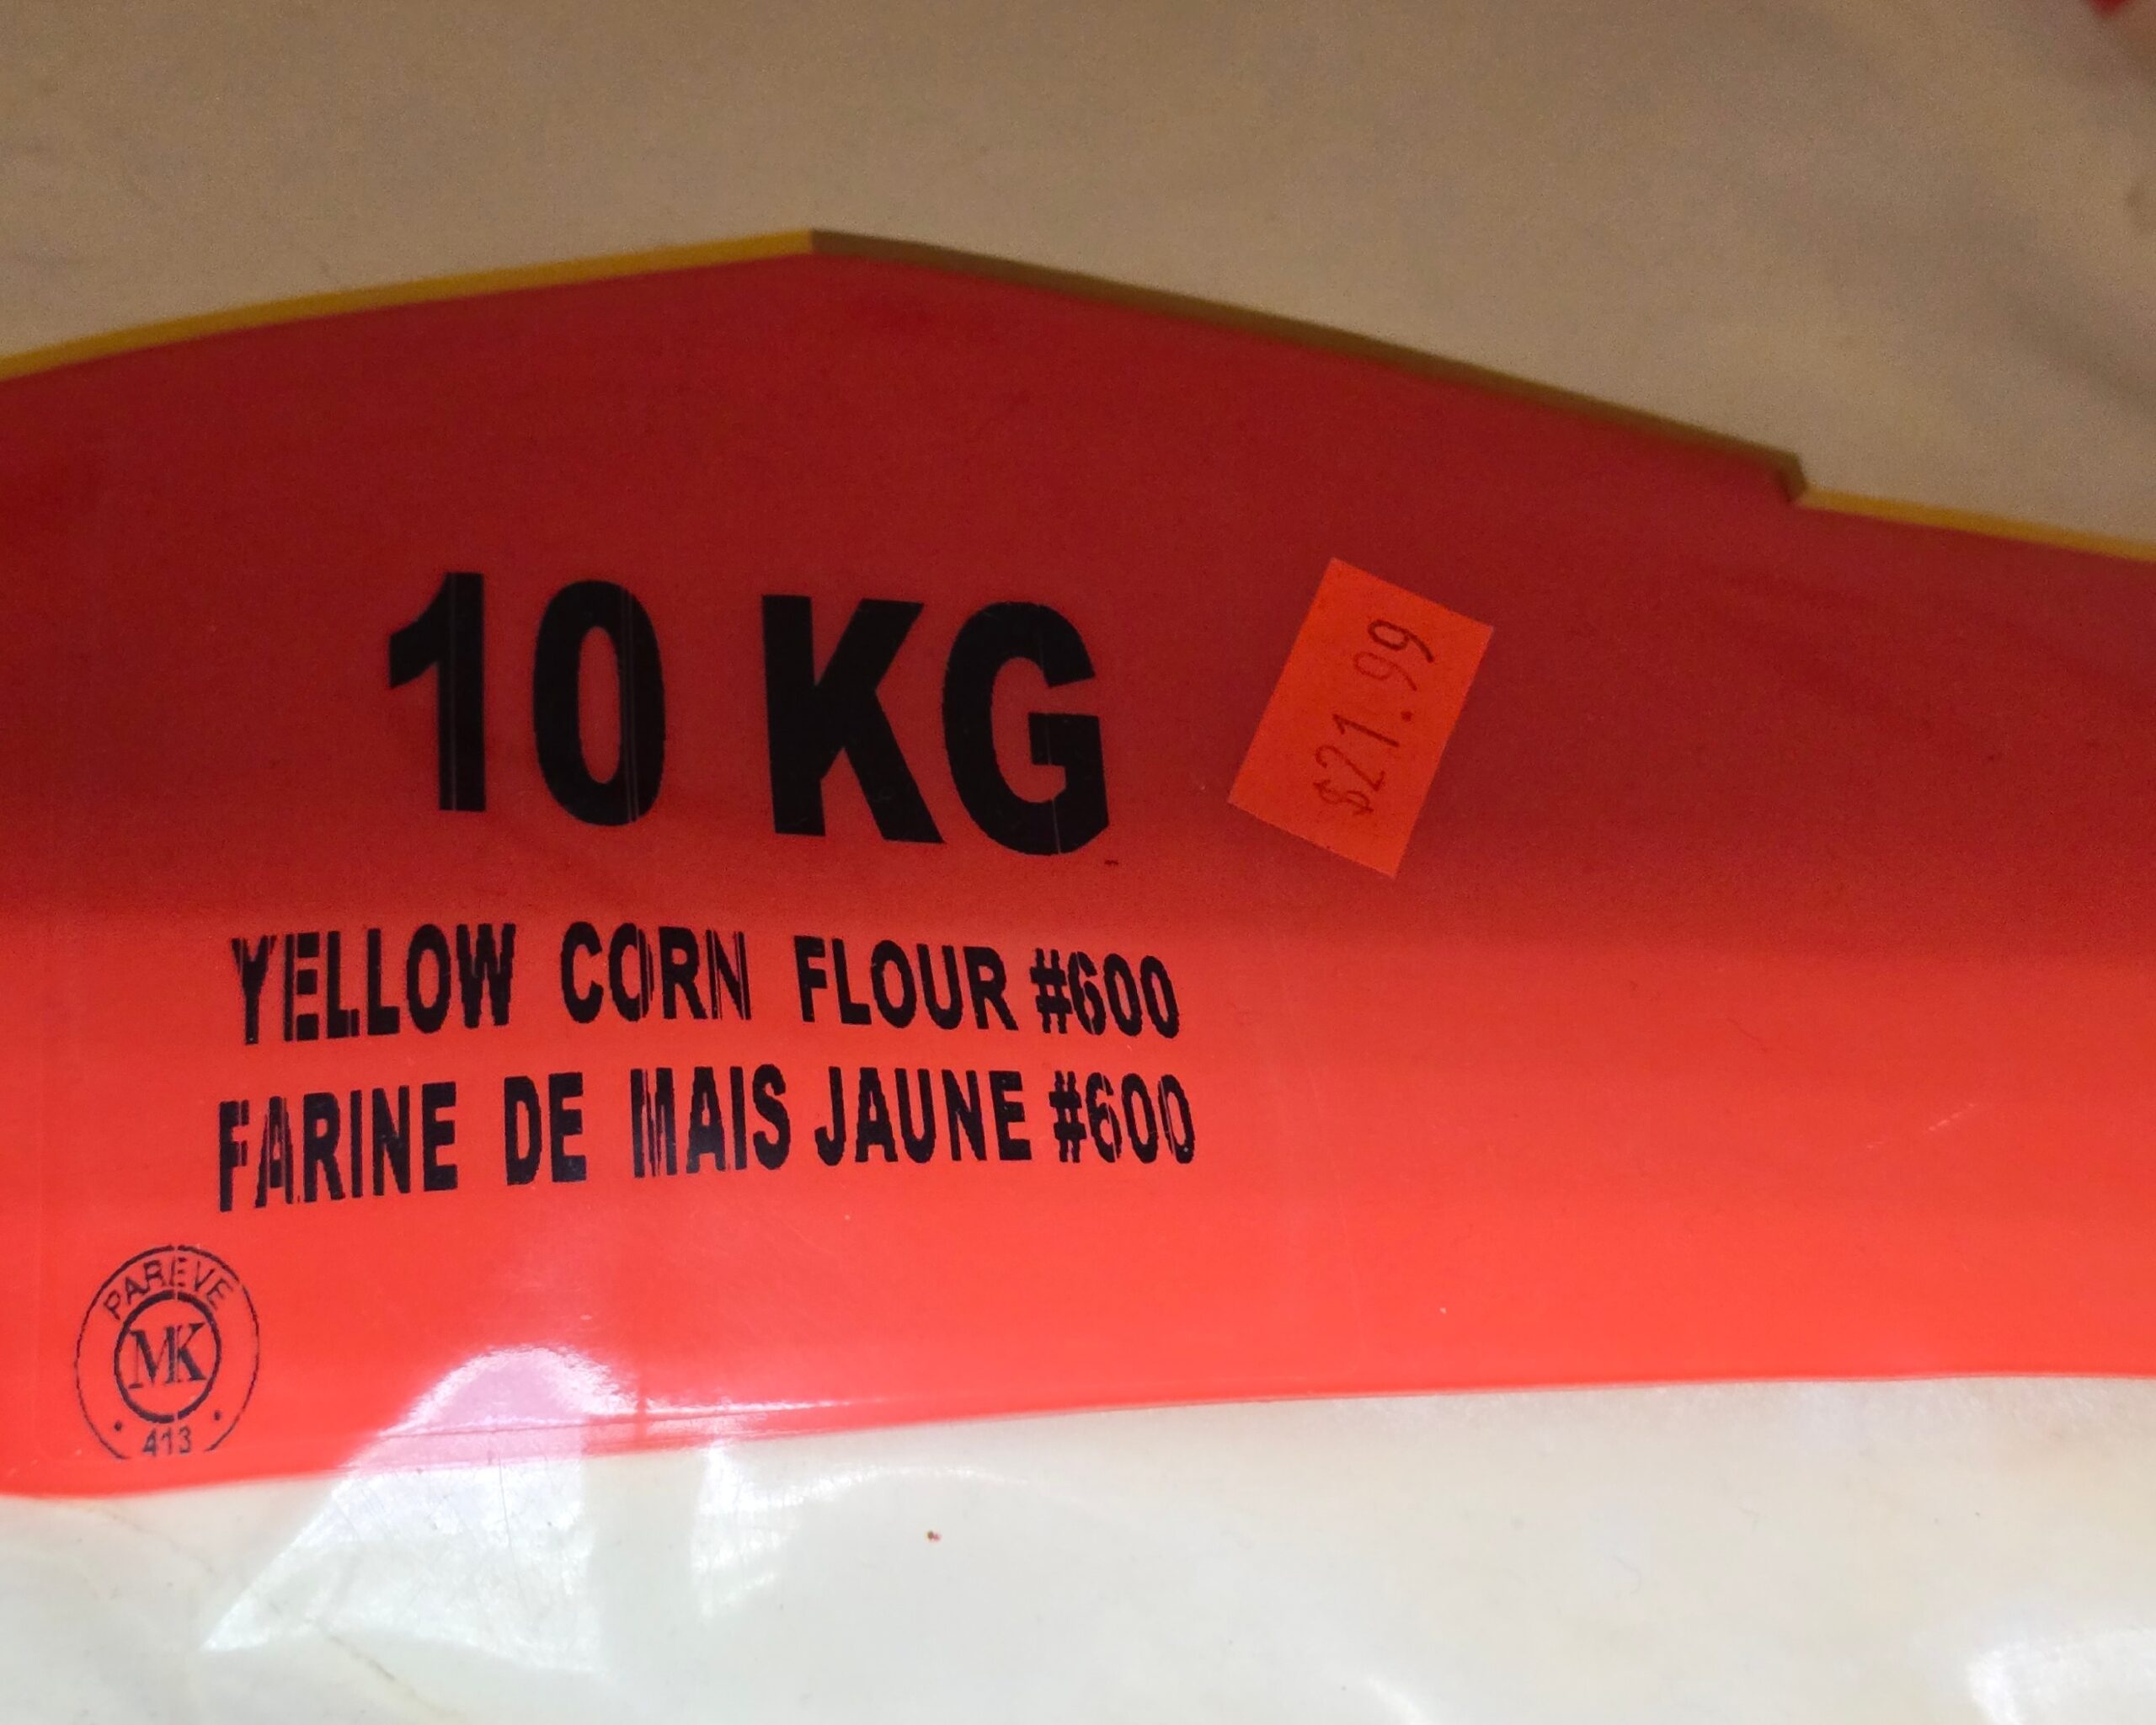 10 KG
$21.99
YELLOW CORN FLOUR #600
FARINE DE MAIS JAUNE #600
PAREVE
MK
413